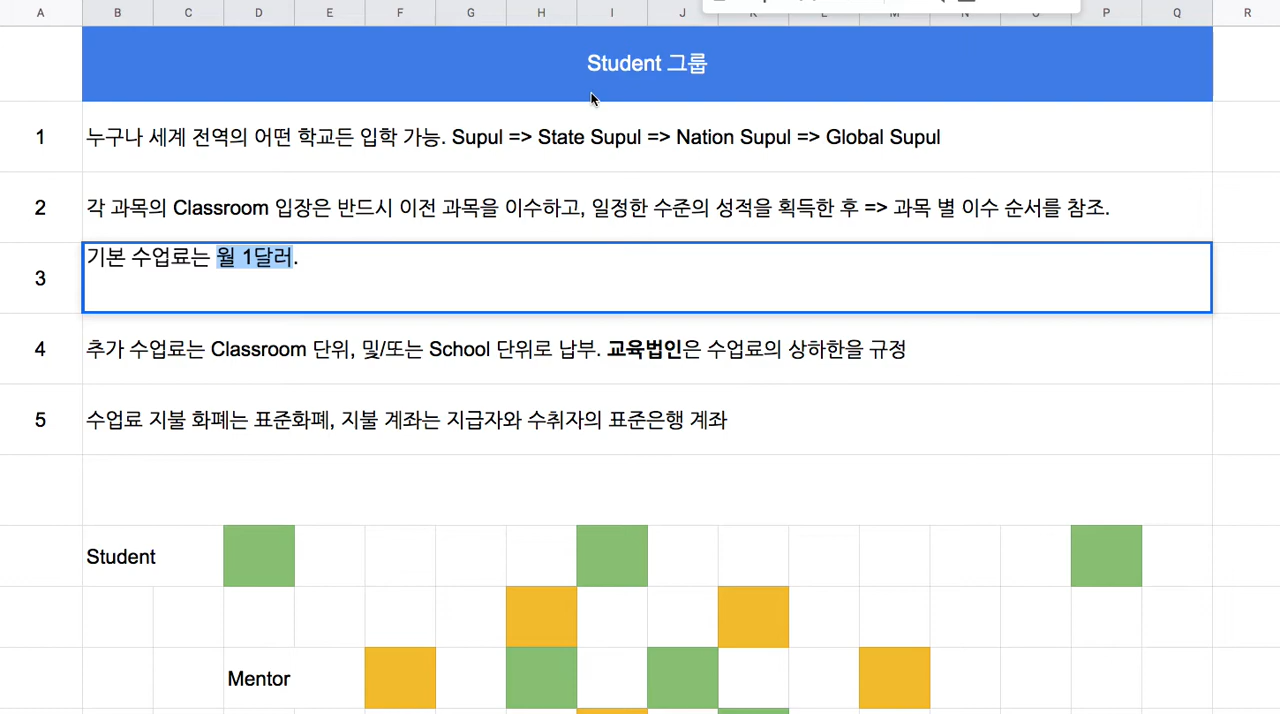 A B C D E F G H I J K L M N O P Q R
Student 그룹
1 누구나 세계 전역의 어떤 학교든 입학 가능. Supul => State Supul => Nation Supul => Global Supul
2 각 과목의 Classroom 입장은 반드시 이전 과목을 이수하고, 일정한 수준의 성적을 획득한 후 => 과목 별 이수 순서를 참조.
3 기본 수업료는 월 1달러.
4 추가 수업료는 Classroom 단위, 및/또는 School 단위로 납부. 교육법인은 수업료의 상하한을 규정
5 수업료 지불 화폐는 표준화폐, 지불 계좌는 지급자와 수취자의 표준은행 계좌
Student
Mentor